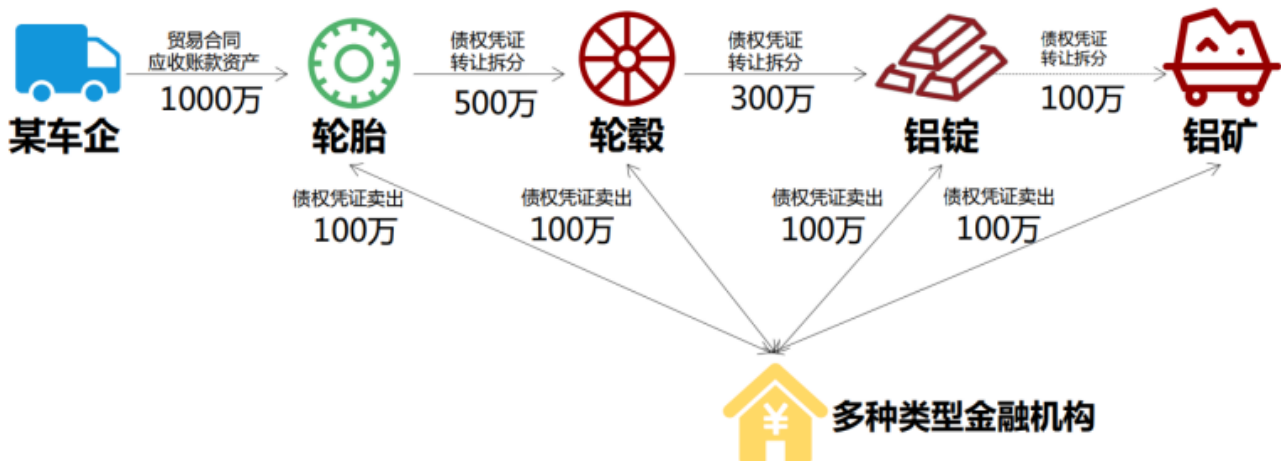 贸易合同
应收账款资产
1000万
债权凭证
转让拆分
500万
债权凭证
转让拆分
300万
债权凭证
转让拆分
100万
某车企
轮胎
轮毂
铝锭
铝矿
债权凭证卖出
100万
债权凭证卖出
100万
债权凭证卖出
100万
债权凭证卖出
100万
¥
多种类型金融机构